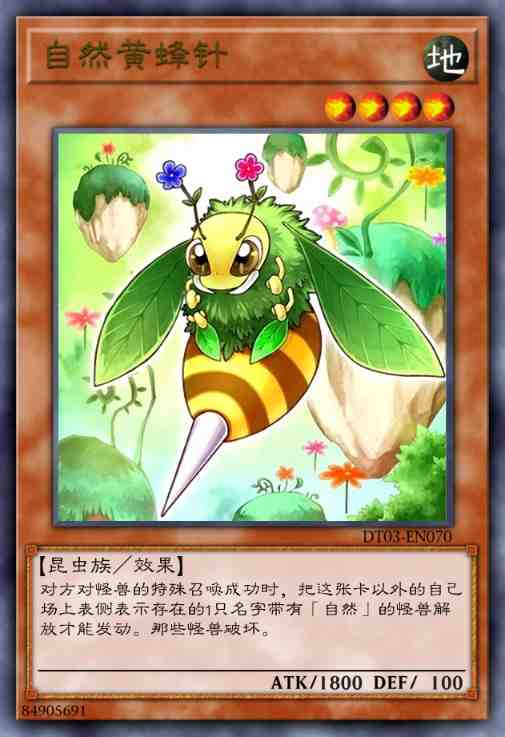 自然黄蜂针
地
DT03-EN070
【昆虫族／效果】
对方对怪兽的特殊召唤成功时，把这张卡以外的自己
场上表侧表示存在的1只名字带有「自然」的怪兽解
放才能发动。那些怪兽破坏。
ATK/1800 DEF/ 100
84905691